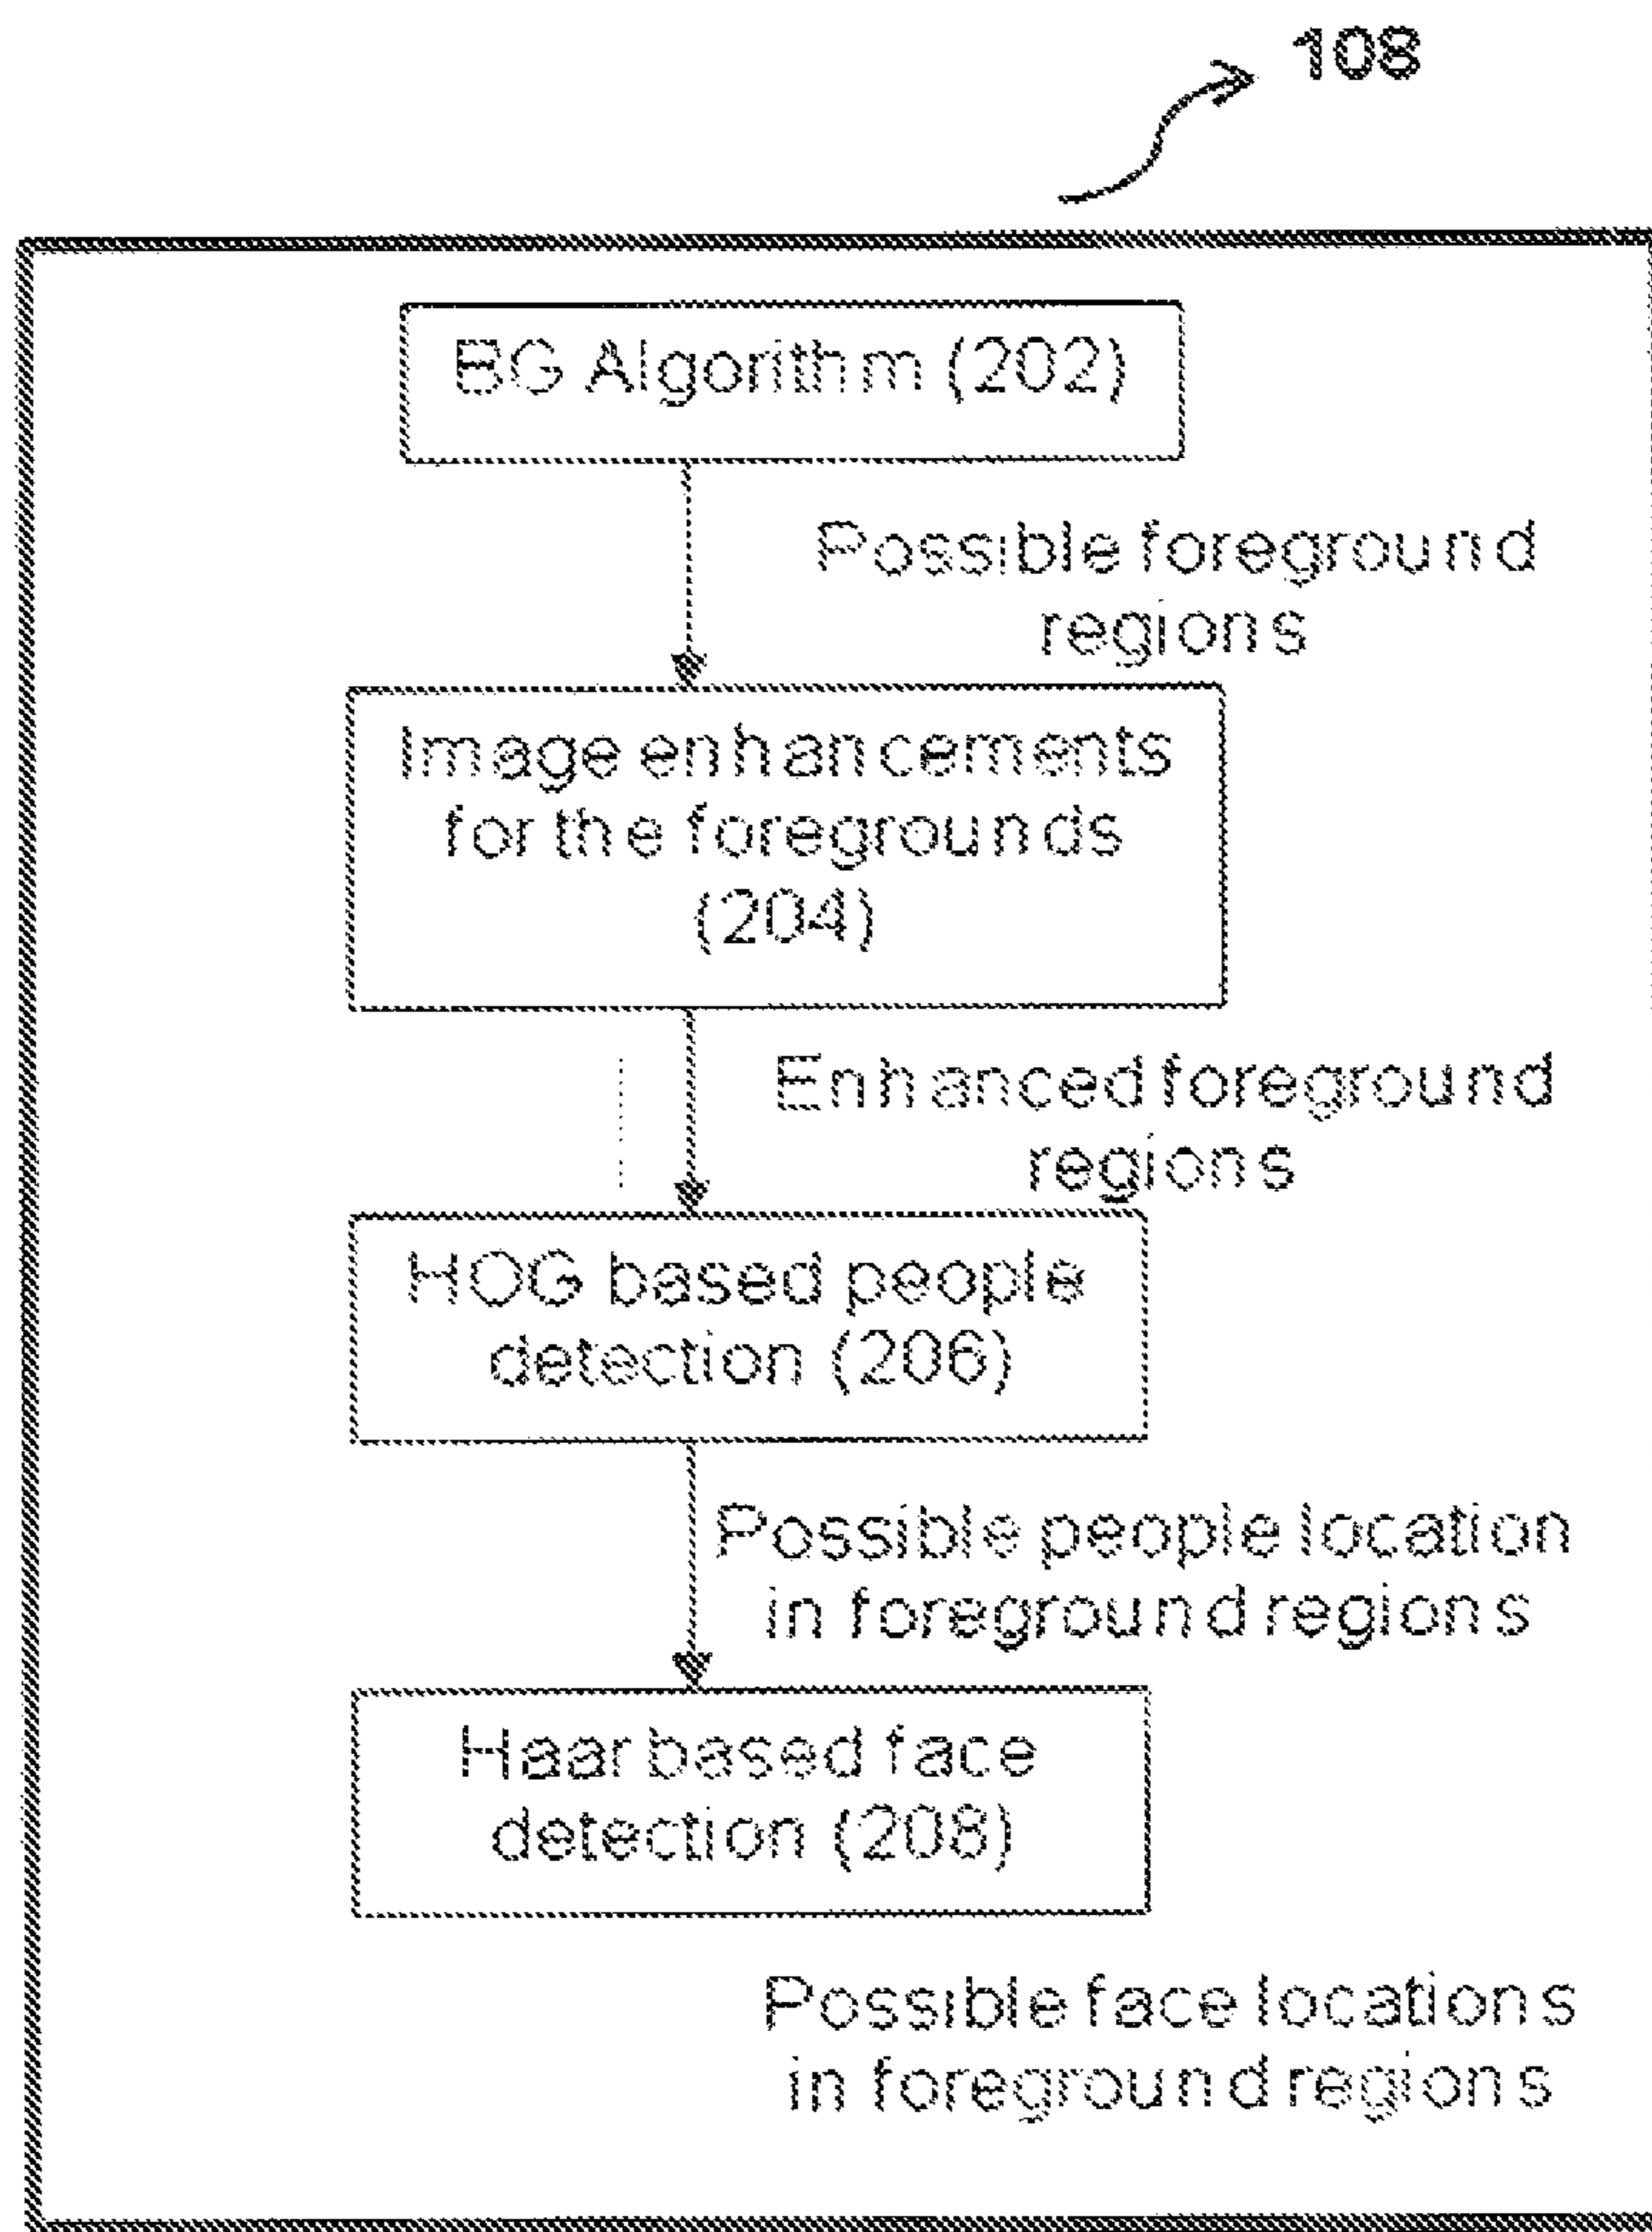 108
BG Algorithm (202)
Possible foreground
regions
Image enhancements
for the foregrounds
(204)
Enhanced foreground
regions
HOG based people
detection (206)
Possible people location
in foreground regions
Haar based face
detection (208)
Possible face locations
in foreground regions